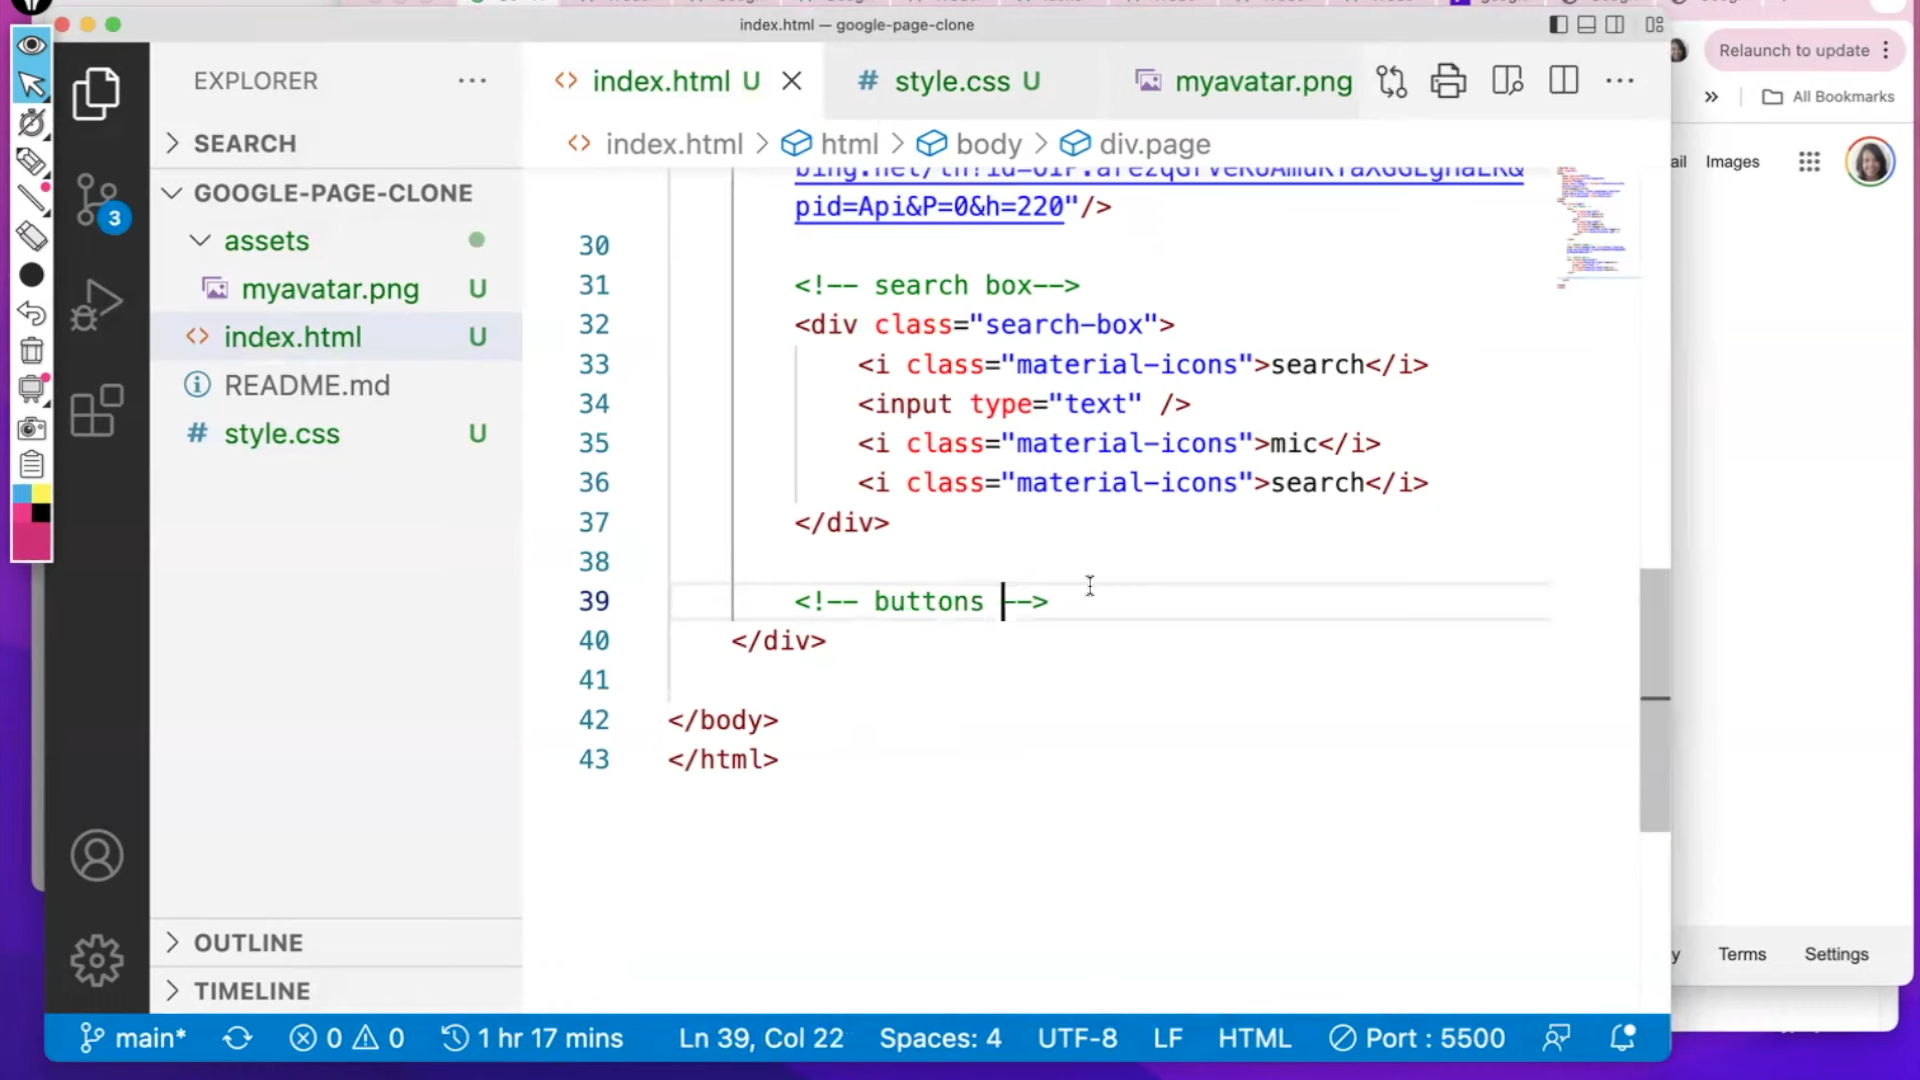 index.html — google-page-clone
Relaunch to update
EXPLORER
index.html U
# style.css U
myavatar.png
All Bookmarks
SEARCH
index.html > html > body > div.page
ail Images
GOOGLE-PAGE-CLONE
pid=Api&P=0&h=220"/>
3
assets
30
myavatar.png U
31 <!-- search box-->
index.html U
32 <div class="search-box">
33 <i class="material-icons">search</i>
README.md
34 <input type="text" />
# style.css U
35 <i class="material-icons">mic</i>
36 <i class="material-icons">search</i>
37 </div>
38
39 <!-- buttons -->
40 </div>
41
42 </body>
43 </html>
OUTLINE
y Terms Settings
TIMELINE
main* 0 0 1 hr 17 mins Ln 39, Col 22 Spaces: 4 UTF-8 LF HTML Port : 5500